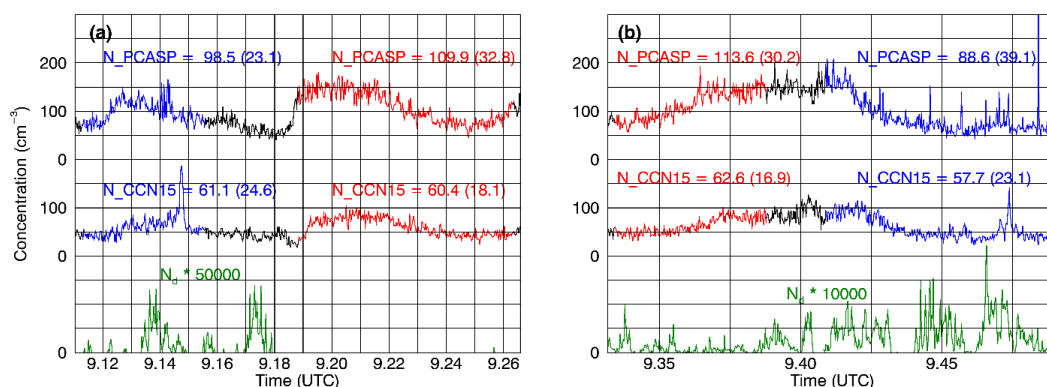 (a)
N_PCASP = 98.5 (23.1)
N_PCASP = 109.9 (32.8)
N_CCN15 = 61.1 (24.6)
N_CCN15 = 60.4 (18.1)
N_d * 50000
Concentration (cm⁻³)
200
100
0
100
0
0
9.12 9.14 9.16 9.18 9.20 9.22 9.24 9.26
Time (UTC)
(b)
N_PCASP = 113.6 (30.2)
N_PCASP = 88.6 (39.1)
N_CCN15 = 62.6 (16.9)
N_CCN15 = 57.7 (23.1)
N_d * 10000
200
100
0
100
0
0
9.35 9.40 9.45
Time (UTC)